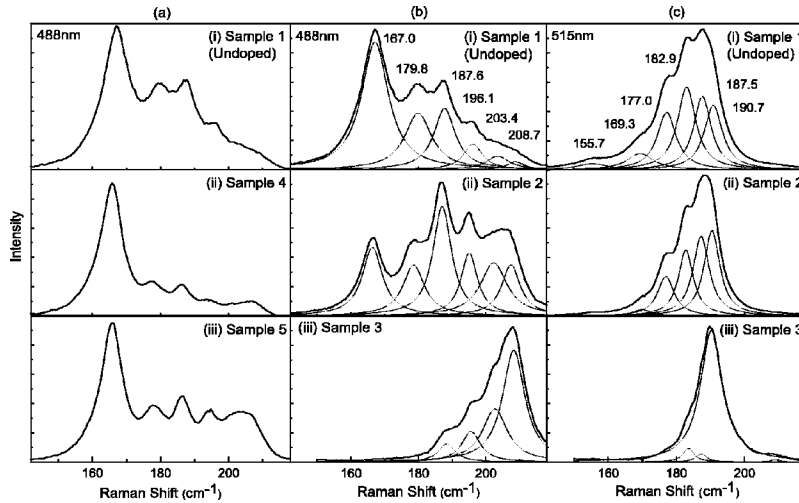 (a)
(b)
(c)
488nm
(i) Sample 1
(Undoped)
488nm
167.0
179.8
187.6
196.1
203.4
208.7
(i) Sample 1
(Undoped)
515nm
155.7
169.3
177.0
182.9
187.5
190.7
(i) Sample 1
(Undoped)
(ii) Sample 4
(ii) Sample 2
(ii) Sample 2
Intensity
(iii) Sample 5
(iii) Sample 3
(iii) Sample 3
160 180 200
160 180 200
160 180 200
Raman Shift (cm⁻¹)
Raman Shift (cm⁻¹)
Raman Shift (cm⁻¹)